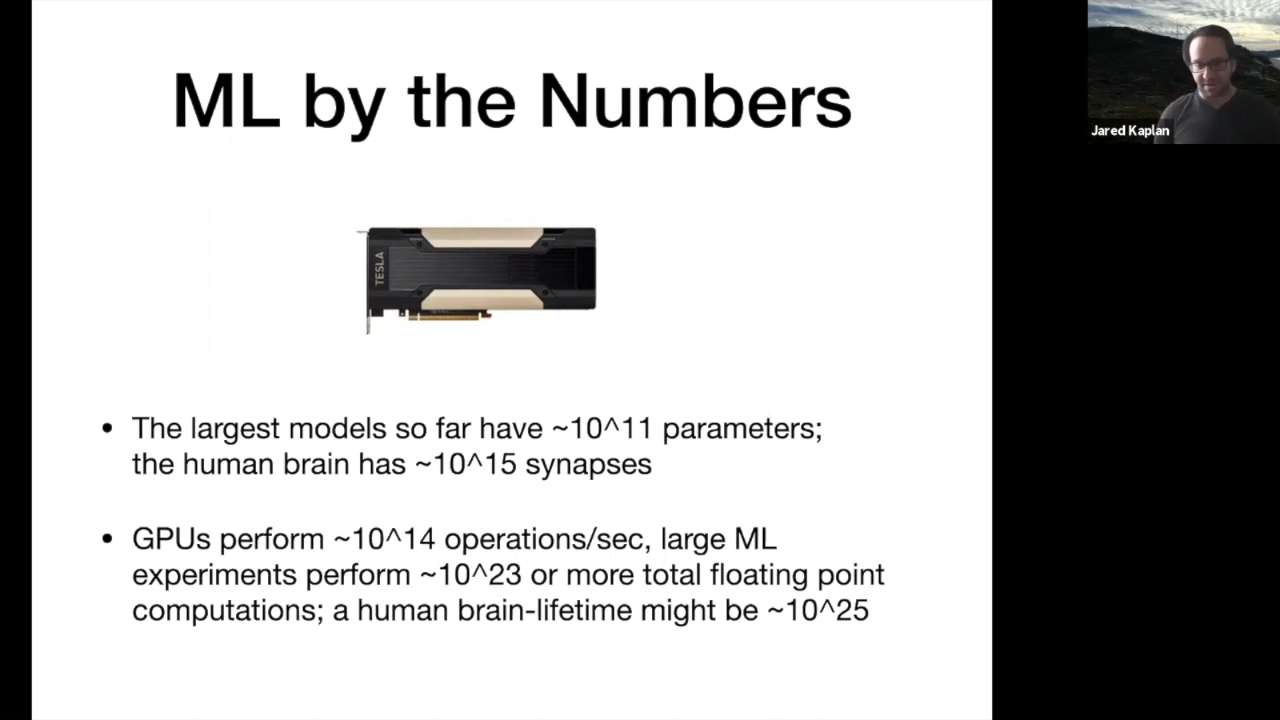 ML by the Numbers
TESLA
• The largest models so far have ~10^11 parameters;
the human brain has ~10^15 synapses
• GPUs perform ~10^14 operations/sec, large ML
experiments perform ~10^23 or more total floating point
computations; a human brain-lifetime might be ~10^25
Jared Kaplan